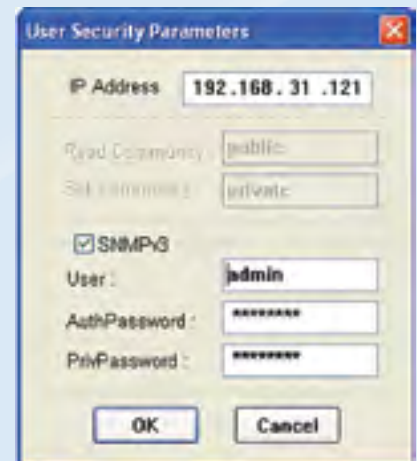 User Security Parameters
IP Address 192.168.31.121
Read Community: public
Set Community: private
SNMPv3
User: admin
AuthPassword: ********
PrivPassword: ********
OK Cancel